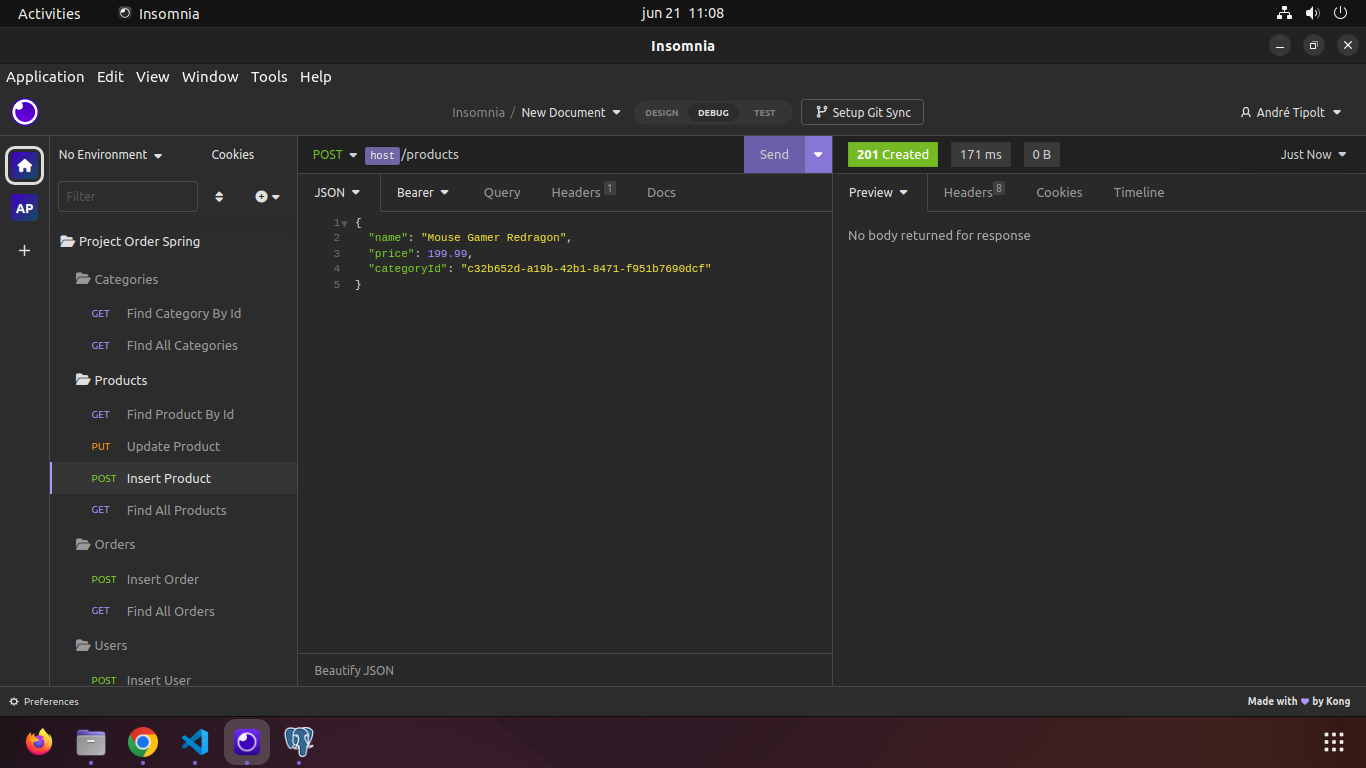 Activities Insomnia jun 21 11:08
Insomnia
Application Edit View Window Tools Help
Insomnia / New Document DESIGN DEBUG TEST Setup Git Sync André Tipolt
No Environment Cookies
POST host /products Send
201 Created 171 ms 0 B Just Now
Filter
AP
JSON Bearer Query Headers 1 Docs
Preview Headers 8 Cookies Timeline
1 {
2 "name": "Mouse Gamer Redragon",
3 "price": 199.99,
4 "categoryId": "c32b652d-a19b-42b1-8471-f951b7690dcf"
5 }
No body returned for response
Project Order Spring
Categories
GET Find Category By Id
GET FInd All Categories
Products
GET Find Product By Id
PUT Update Product
POST Insert Product
GET Find All Products
Orders
POST Insert Order
GET Find All Orders
Users
POST Insert User
Beautify JSON
Preferences
Made with by Kong